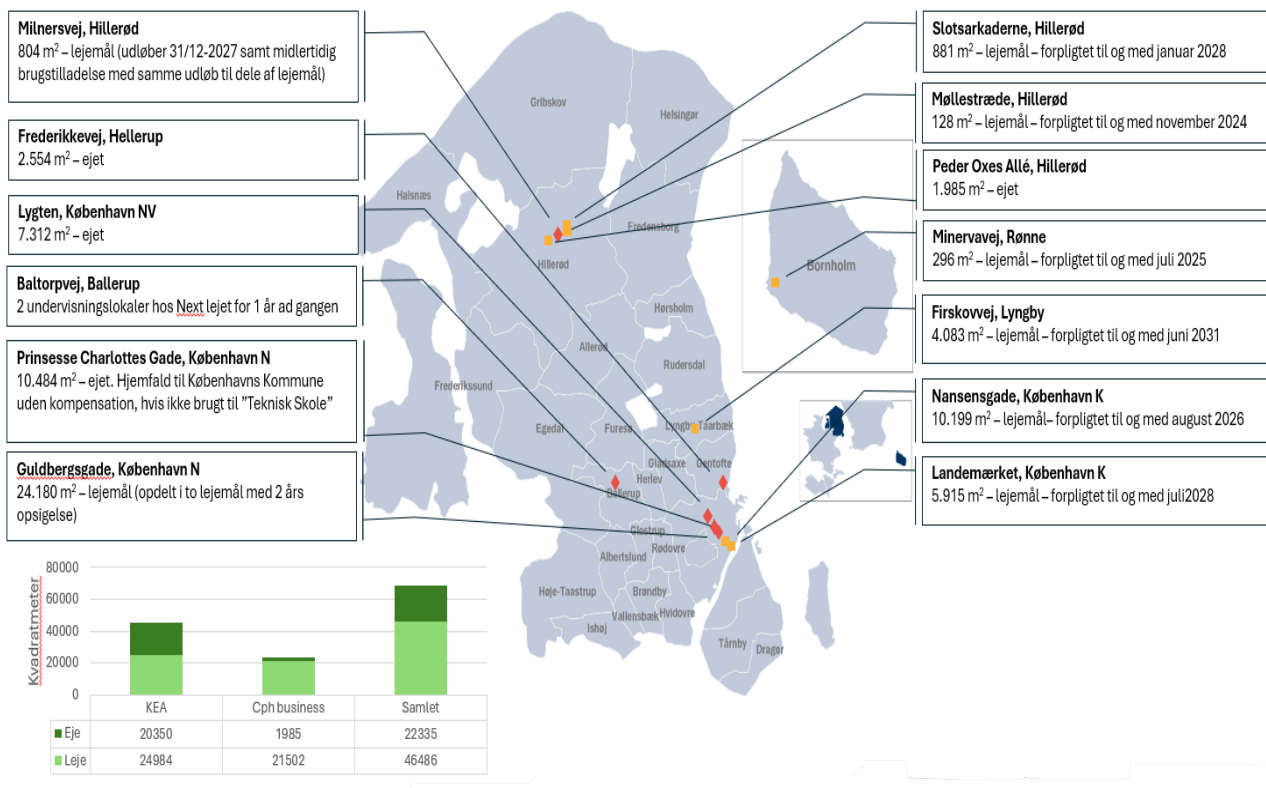 Milnersvej, Hillerød
804 m² – lejemål (udløber 31/12-2027 samt midlertidig
brugstilladelse med samme udløb til dele af lejemål)
Frederikkevej, Hellerup
2.554 m² – ejet
Lygten, København NV
7.312 m² – ejet
Baltorpvej, Ballerup
2 undervisningslokaler hos Next lejet for 1 år ad gangen
Prinsesse Charlottes Gade, København N
10.484 m² – ejet. Hjemfald til Københavns Kommune
uden kompensation, hvis ikke brugt til ”Teknisk Skole”
Guldbergsgade, København N
24.180 m² – lejemål (opdelt i to lejemål med 2 års
opsigelse)
Slotsarkaderne, Hillerød
881 m² – lejemål – forpligtet til og med januar 2028
Møllestræde, Hillerød
128 m² – lejemål – forpligtet til og med november 2024
Peder Oxes Allé, Hillerød
1.985 m² – ejet
Minervavej, Rønne
296 m² – lejemål – forpligtet til og med juli 2025
Firskovvej, Lyngby
4.083 m² – lejemål – forpligtet til og med juni 2031
Nansensgade, København K
10.199 m² – lejemål– forpligtet til og med august 2026
Landemærket, København K
5.915 m² – lejemål – forpligtet til og med juli2028
Gribskov
Helsingør
Halsnæs
Fredensborg
Hillerød
Bornholm
Hørsholm
Allerød
Rudersdal
Frederikssund
Egedal
Furesø
Lyngby-Taarbæk
Gladsaxe
Gentofte
Herlev
Ballerup
Glostrup
Rødovre
Albertslund
Høje-Taastrup
Brøndby
Vallensbæk
Hvidovre
Ishøj
Tårnby
Dragør
Kvadratmeter
80000
60000
40000
20000
0
KEA Cph business Samlet
Eje 20350 1985 22335
Leje 24984 21502 46486